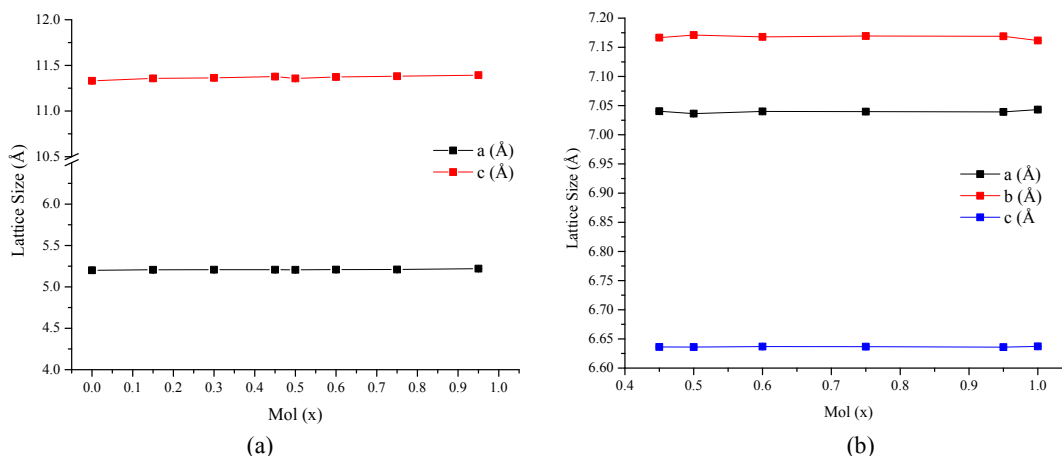 12.0
11.5
11.0
10.5
6.0
5.5
5.0
4.5
4.0
Lattice Size (Å)
a (Å)
c (Å)
0.0 0.1 0.2 0.3 0.4 0.5 0.6 0.7 0.8 0.9 1.0
Mol (x)
(a)
7.20
7.15
7.10
7.05
7.00
6.95
6.90
6.85
6.80
6.75
6.70
6.65
6.60
Lattice Size (Å)
a (Å)
b (Å)
c (Å
0.4 0.5 0.6 0.7 0.8 0.9 1.0
Mol (x)
(b)